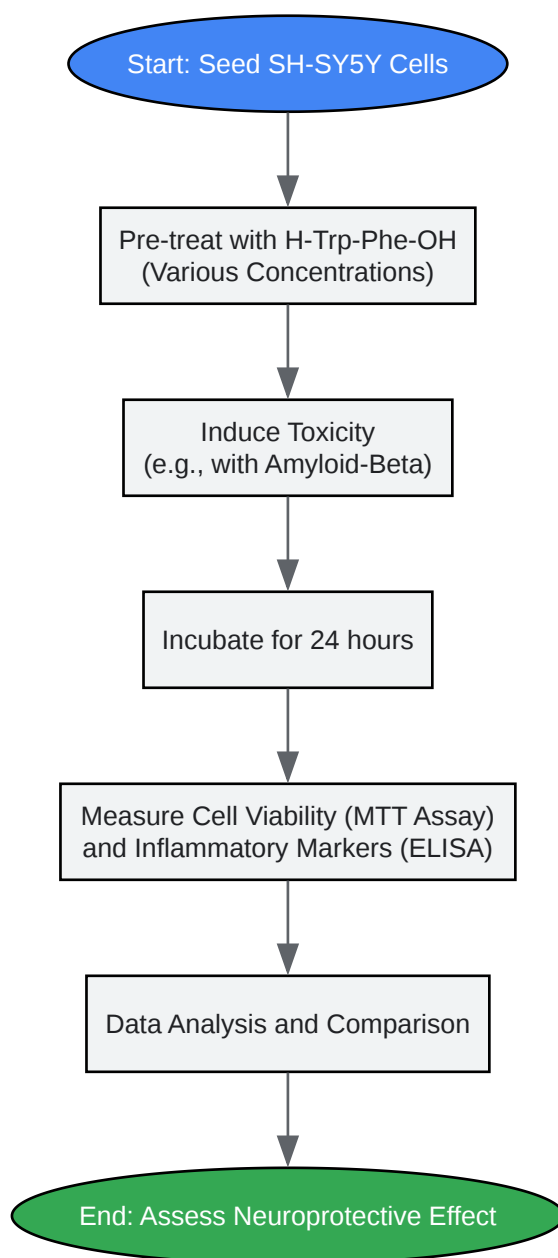 Start: Seed SH-SY5Y Cells
Pre-treat with H-Trp-Phe-OH
(Various Concentrations)
Induce Toxicity
(e.g., with Amyloid-Beta)
Incubate for 24 hours
Measure Cell Viability (MTT Assay)
and Inflammatory Markers (ELISA)
Data Analysis and Comparison
End: Assess Neuroprotective Effect